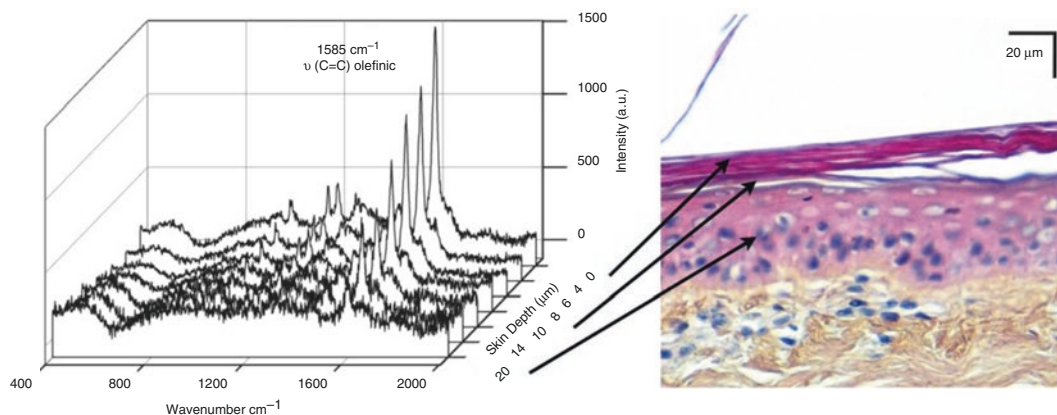 1585 cm⁻¹
υ (C=C) olefinic
1500
1000
500
0
Intensity (a.u.)
0
4
6
8
10
14
20
Skin Depth (μm)
400
800
1200
1600
2000
Wavenumber cm⁻¹
20 μm